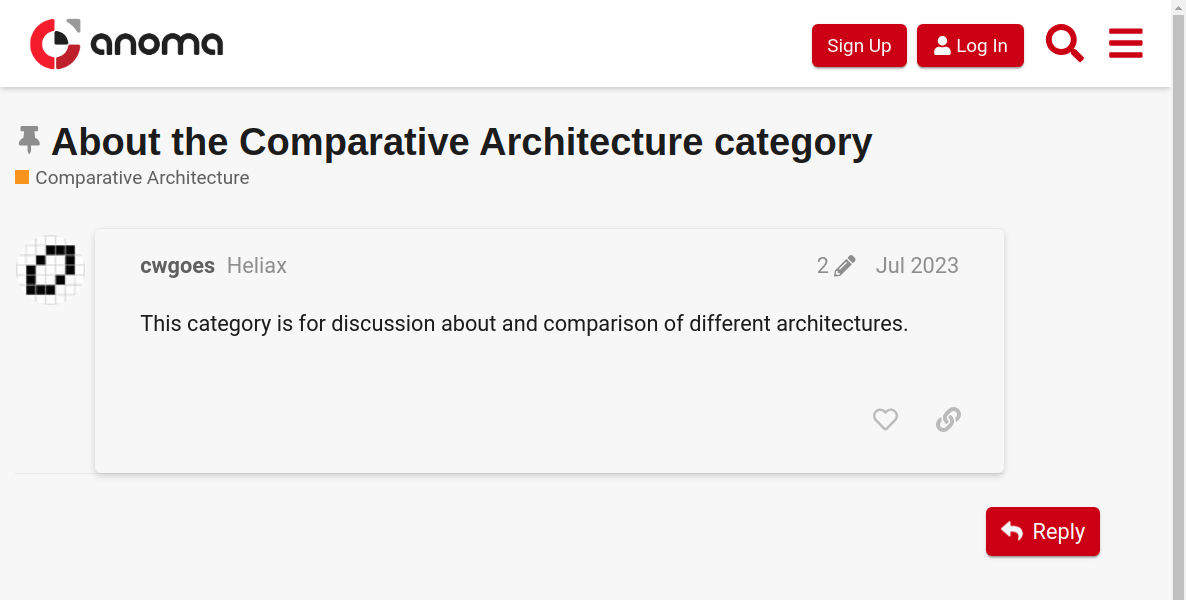 anoma
Sign Up
Log In
About the Comparative Architecture category
Comparative Architecture
cwgoes Heliax
2
Jul 2023
This category is for discussion about and comparison of different architectures.
Reply